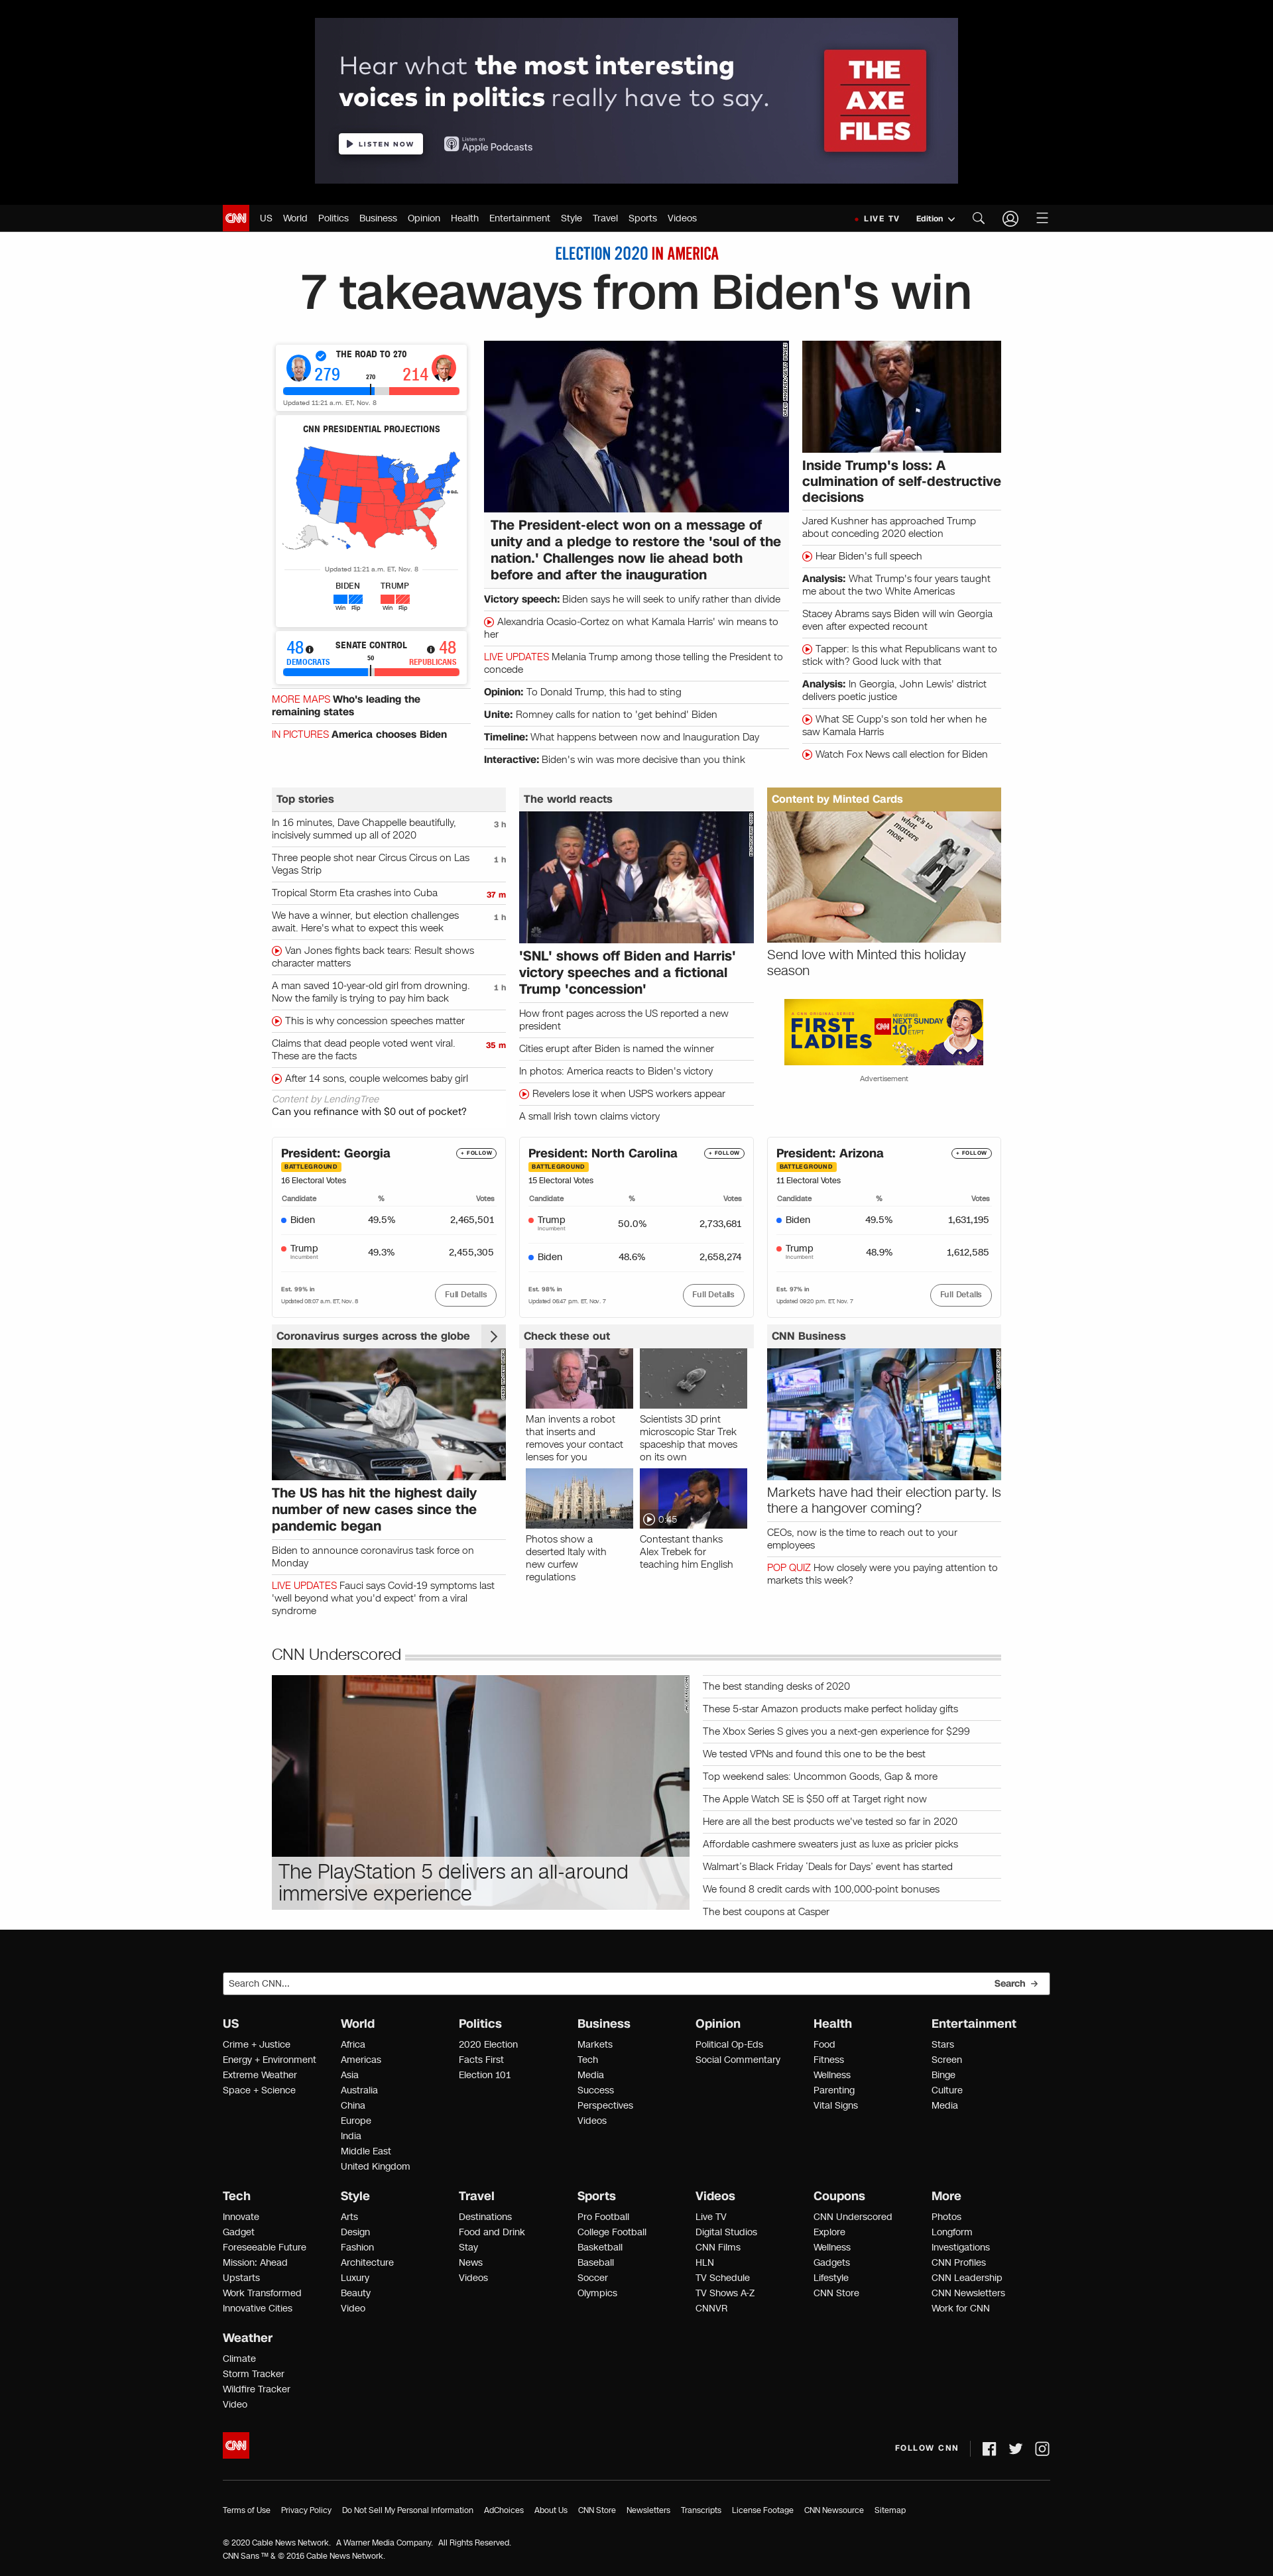 Hear what the most interesting
voices in politics really have to say.
LISTEN NOW
Listen on
Apple Podcasts
THE
AXE
FILES
CNN
US World Politics Business Opinion Health Entertainment Style Travel Sports Videos
LIVE TV
Edition
ELECTION 2020 IN AMERICA
7 takeaways from Biden's win
THE ROAD TO 270
279
270
214
Updated 11:21 a.m. ET, Nov. 8
CNN PRESIDENTIAL PROJECTIONS
D.C.
Updated 11:21 a.m. ET, Nov. 8
BIDEN TRUMP
Win Flip Win Flip
48 SENATE CONTROL 48
DEMOCRATS 50 REPUBLICANS
MORE MAPS Who's leading the
remaining states
IN PICTURES America chooses Biden
The President-elect won on a message of
unity and a pledge to restore the 'soul of the
nation.' Challenges now lie ahead both
before and after the inauguration
Victory speech: Biden says he will seek to unify rather than divide
Alexandria Ocasio-Cortez on what Kamala Harris' win means to
her
LIVE UPDATES Melania Trump among those telling the President to
concede
Opinion: To Donald Trump, this had to sting
Unite: Romney calls for nation to 'get behind' Biden
Timeline: What happens between now and Inauguration Day
Interactive: Biden's win was more decisive than you think
Inside Trump's loss: A
culmination of self-destructive
decisions
Jared Kushner has approached Trump
about conceding 2020 election
Hear Biden's full speech
Analysis: What Trump's four years taught
me about the two White Americas
Stacey Abrams says Biden will win Georgia
even after expected recount
Tapper: Is this what Republicans want to
stick with? Good luck with that
Analysis: In Georgia, John Lewis' district
delivers poetic justice
What SE Cupp's son told her when he
saw Kamala Harris
Watch Fox News call election for Biden
Top stories
In 16 minutes, Dave Chappelle beautifully,
incisively summed up all of 2020
3 h
Three people shot near Circus Circus on Las
Vegas Strip
1 h
Tropical Storm Eta crashes into Cuba
37 m
We have a winner, but election challenges
await. Here's what to expect this week
1 h
Van Jones fights back tears: Result shows
character matters
A man saved 10-year-old girl from drowning.
Now the family is trying to pay him back
1 h
This is why concession speeches matter
Claims that dead people voted went viral.
These are the facts
35 m
After 14 sons, couple welcomes baby girl
Content by LendingTree
Can you refinance with $0 out of pocket?
The world reacts
'SNL' shows off Biden and Harris'
victory speeches and a fictional
Trump 'concession'
How front pages across the US reported a new
president
Cities erupt after Biden is named the winner
In photos: America reacts to Biden's victory
Revelers lose it when USPS workers appear
A small Irish town claims victory
Content by Minted Cards
what
matters
most
Send love with Minted this holiday
season
A CNN ORIGINAL SERIES
FIRST
LADIES
CNN
NEW SERIES
NEXT SUNDAY
10P ET/PT
Advertisement
President: Georgia
+ FOLLOW
BATTLEGROUND
16 Electoral Votes
Candidate % Votes
Biden 49.5% 2,465,501
Trump 49.3% 2,455,305
Incumbent
Est. 99% in
Updated 08:07 a.m. ET, Nov. 8
Full Details
President: North Carolina
+ FOLLOW
BATTLEGROUND
15 Electoral Votes
Candidate % Votes
Trump 50.0% 2,733,681
Incumbent
Biden 48.6% 2,658,274
Est. 98% in
Updated 06:47 p.m. ET, Nov. 7
Full Details
President: Arizona
+ FOLLOW
BATTLEGROUND
11 Electoral Votes
Candidate % Votes
Biden 49.5% 1,631,195
Trump 48.9% 1,612,585
Incumbent
Est. 97% in
Updated 09:20 p.m. ET, Nov. 7
Full Details
Coronavirus surges across the globe
The US has hit the highest daily
number of new cases since the
pandemic began
Biden to announce coronavirus task force on
Monday
LIVE UPDATES Fauci says Covid-19 symptoms last
'well beyond what you'd expect' from a viral
syndrome
Check these out
Man invents a robot
that inserts and
removes your contact
lenses for you
Scientists 3D print
microscopic Star Trek
spaceship that moves
on its own
Photos show a
deserted Italy with
new curfew
regulations
0:45
Contestant thanks
Alex Trebek for
teaching him English
CNN Business
Markets have had their election party. Is
there a hangover coming?
CEOs, now is the time to reach out to your
employees
POP QUIZ How closely were you paying attention to
markets this week?
CNN Underscored
The PlayStation 5 delivers an all-around
immersive experience
The best standing desks of 2020
These 5-star Amazon products make perfect holiday gifts
The Xbox Series S gives you a next-gen experience for $299
We tested VPNs and found this one to be the best
Top weekend sales: Uncommon Goods, Gap & more
The Apple Watch SE is $50 off at Target right now
Here are all the best products we've tested so far in 2020
Affordable cashmere sweaters just as luxe as pricier picks
Walmart's Black Friday 'Deals for Days' event has started
We found 8 credit cards with 100,000-point bonuses
The best coupons at Casper
Search CNN...
Search →
US
Crime + Justice
Energy + Environment
Extreme Weather
Space + Science
World
Africa
Americas
Asia
Australia
China
Europe
India
Middle East
United Kingdom
Politics
2020 Election
Facts First
Election 101
Business
Markets
Tech
Media
Success
Perspectives
Videos
Opinion
Political Op-Eds
Social Commentary
Health
Food
Fitness
Wellness
Parenting
Vital Signs
Entertainment
Stars
Screen
Binge
Culture
Media
Tech
Innovate
Gadget
Foreseeable Future
Mission: Ahead
Upstarts
Work Transformed
Innovative Cities
Style
Arts
Design
Fashion
Architecture
Luxury
Beauty
Video
Travel
Destinations
Food and Drink
Stay
News
Videos
Sports
Pro Football
College Football
Basketball
Baseball
Soccer
Olympics
Videos
Live TV
Digital Studios
CNN Films
HLN
TV Schedule
TV Shows A-Z
CNNVR
Coupons
CNN Underscored
Explore
Wellness
Gadgets
Lifestyle
CNN Store
More
Photos
Longform
Investigations
CNN Profiles
CNN Leadership
CNN Newsletters
Work for CNN
Weather
Climate
Storm Tracker
Wildfire Tracker
Video
CNN
FOLLOW CNN
Terms of Use Privacy Policy Do Not Sell My Personal Information AdChoices About Us CNN Store Newsletters Transcripts License Footage CNN Newsource Sitemap
© 2020 Cable News Network. A Warner Media Company. All Rights Reserved.
CNN Sans ™ & © 2016 Cable News Network.